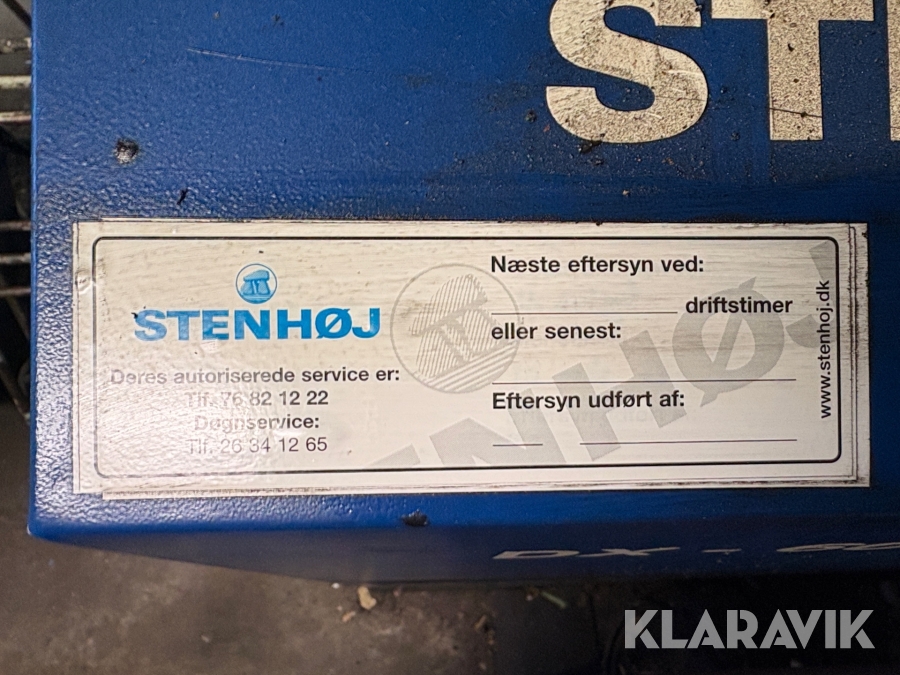 STENHØJ
Deres autoriserede service er:
Tlf. 76 82 12 22
Døgnservice:
Tlf. 26 34 12 65
Næste eftersyn ved:
driftstimer
eller senest:
Eftersyn udført af:
www.stenhoj.dk
KLARAVIK